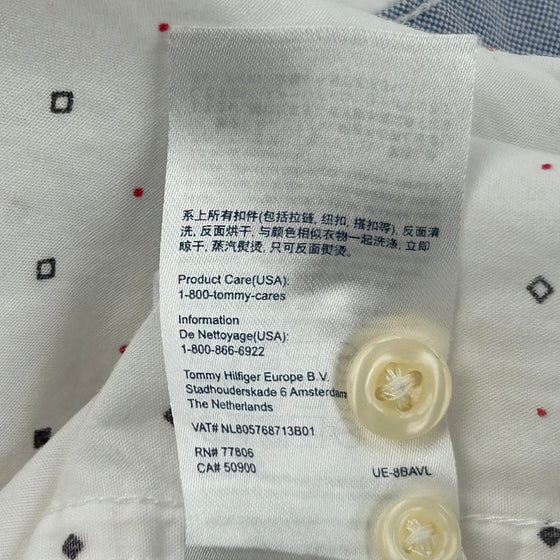 系上所有扣件(包括拉链, 纽扣, 搭扣等), 反面清
洗, 反面烘干, 与颜色相似衣物一起洗涤, 立即
晾干, 蒸汽熨烫, 只可反面熨烫。
Product Care(USA):
1-800-tommy-cares
Information
De Nettoyage(USA):
1-800-866-6922
Tommy Hilfiger Europe B.V.
Stadhouderskade 6 Amsterdam
The Netherlands
VAT# NL805768713B01
RN# 77806
CA# 50900
UE-8BAVL